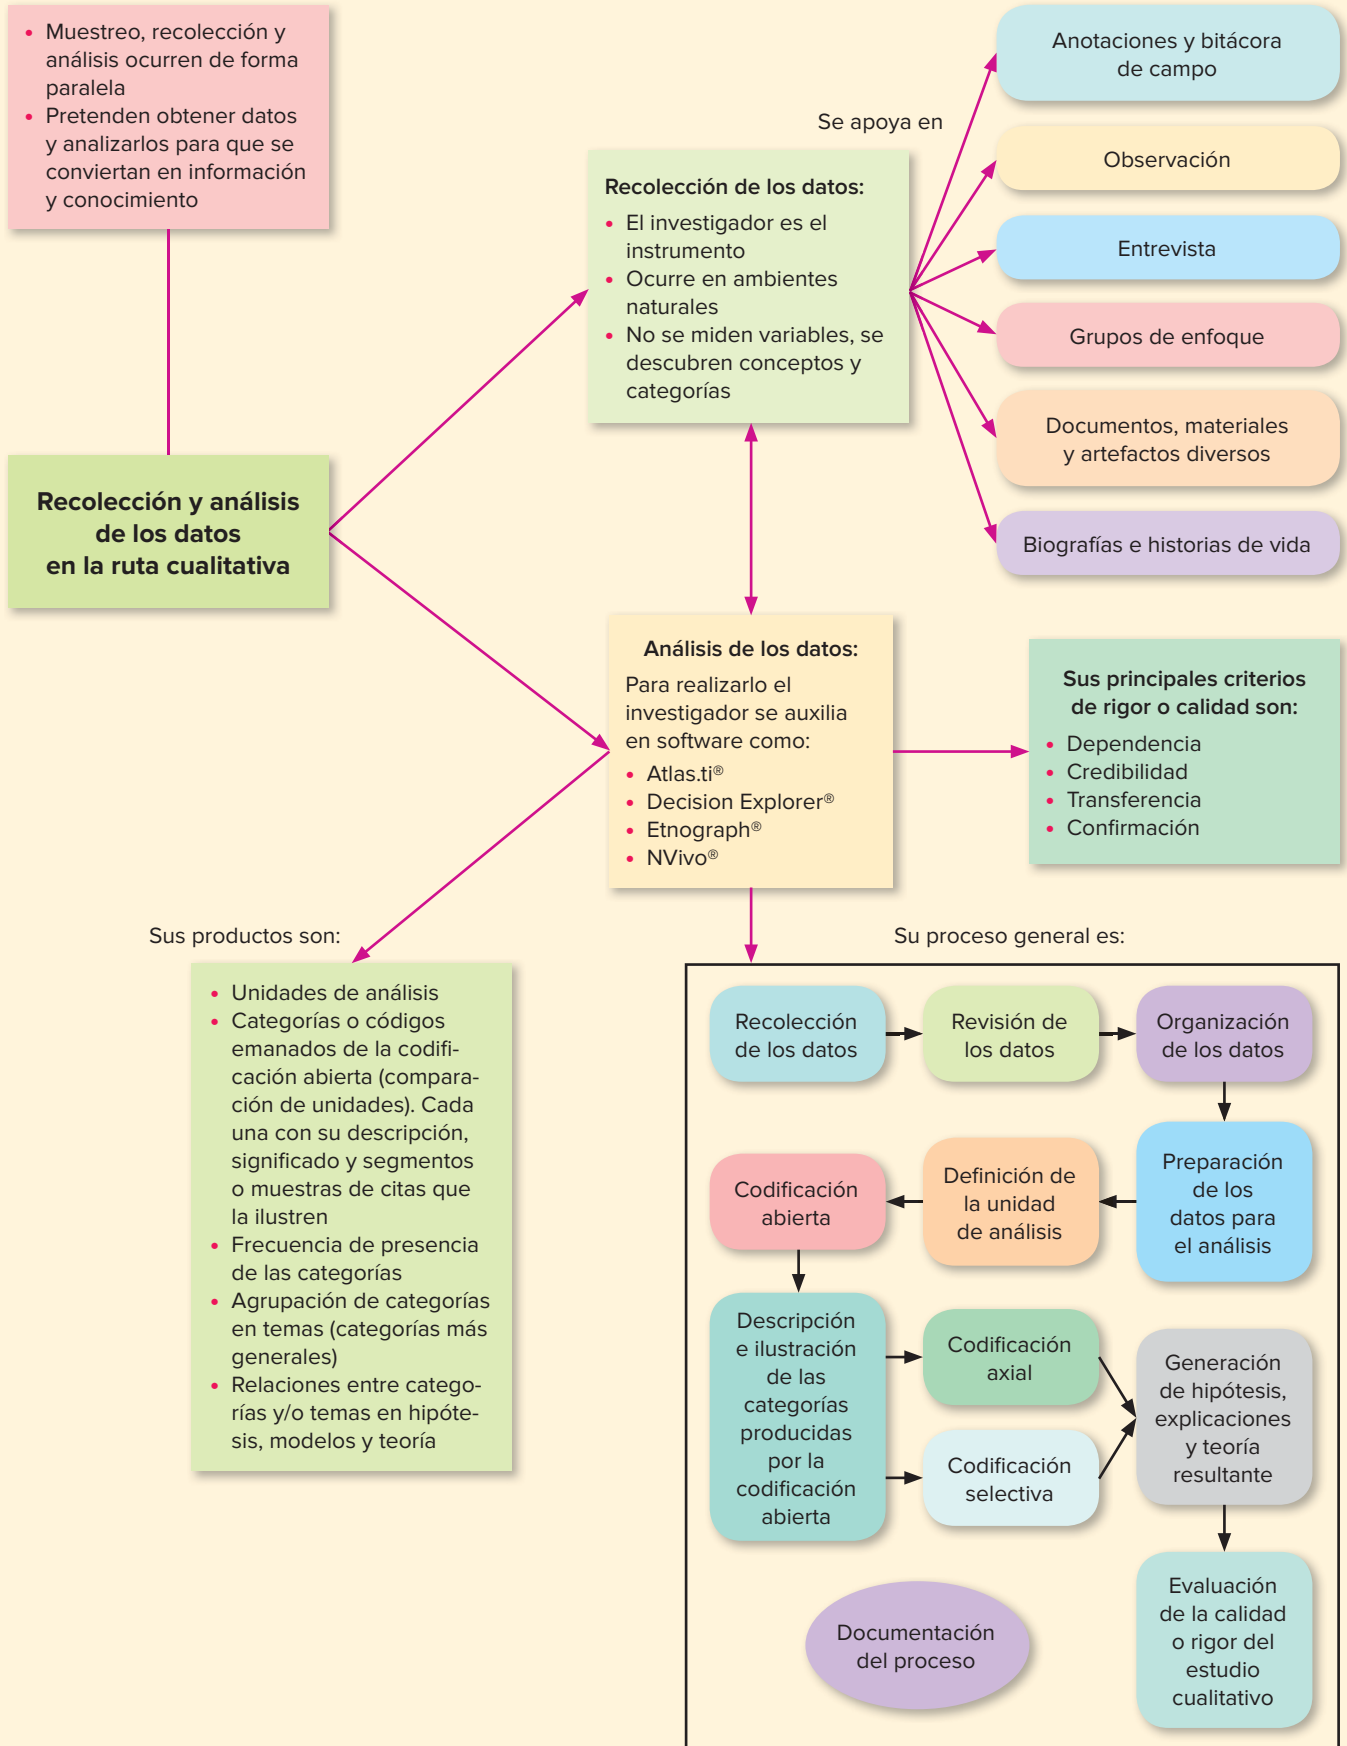 • Muestreo, recolección y
análisis ocurren de forma
paralela
• Pretenden obtener datos
y analizarlos para que se
conviertan en información
y conocimiento
Recolección y análisis
de los datos
en la ruta cualitativa
Recolección de los datos:
• El investigador es el
instrumento
• Ocurre en ambientes
naturales
• No se miden variables, se
descubren conceptos y
categorías
Se apoya en
Anotaciones y bitácora
de campo
Observación
Entrevista
Grupos de enfoque
Documentos, materiales
y artefactos diversos
Biografías e historias de vida
Análisis de los datos:
Para realizarlo el
investigador se auxilia
en software como:
• Atlas.ti®
• Decision Explorer®
• Etnograph®
• NVivo®
Sus principales criterios
de rigor o calidad son:
• Dependencia
• Credibilidad
• Transferencia
• Confirmación
Sus productos son:
• Unidades de análisis
• Categorías o códigos
emanados de la codifi-
cación abierta (compara-
ción de unidades). Cada
una con su descripción,
significado y segmentos
o muestras de citas que
la ilustren
• Frecuencia de presencia
de las categorías
• Agrupación de categorías
en temas (categorías más
generales)
• Relaciones entre catego-
rías y/o temas en hipóte-
sis, modelos y teoría
Su proceso general es:
Recolección
de los datos
Revisión de
los datos
Organización
de los datos
Preparación
de los
datos para
el análisis
Definición de
la unidad
de análisis
Codificación
abierta
Descripción
e ilustración
de las
categorías
producidas
por la
codificación
abierta
Codificación
axial
Codificación
selectiva
Generación
de hipótesis,
explicaciones
y teoría
resultante
Evaluación
de la calidad
o rigor del
estudio
cualitativo
Documentación
del proceso